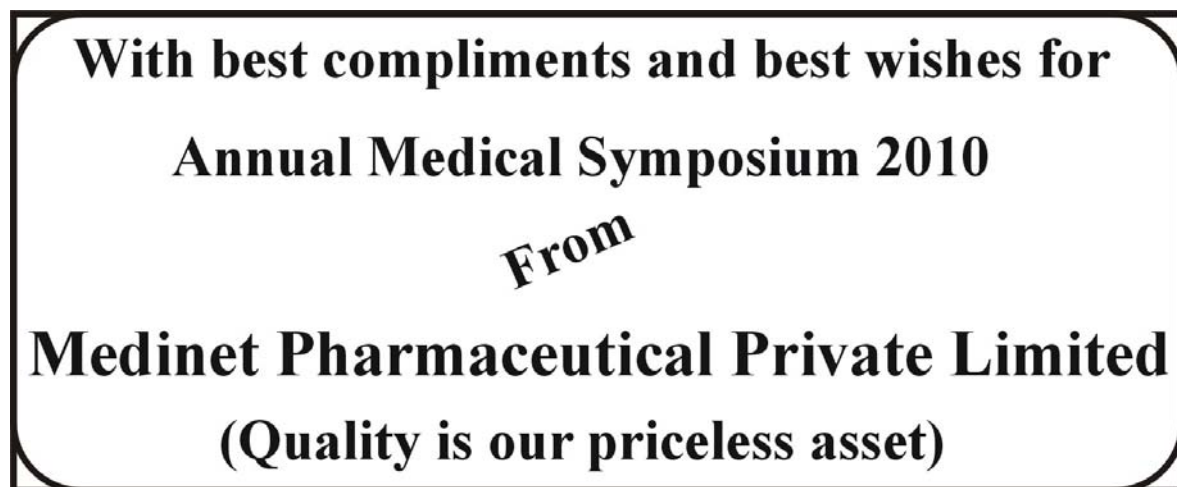 With best compliments and best wishes for
Annual Medical Symposium 2010
From
Medinet Pharmaceutical Private Limited
(Quality is our priceless asset)